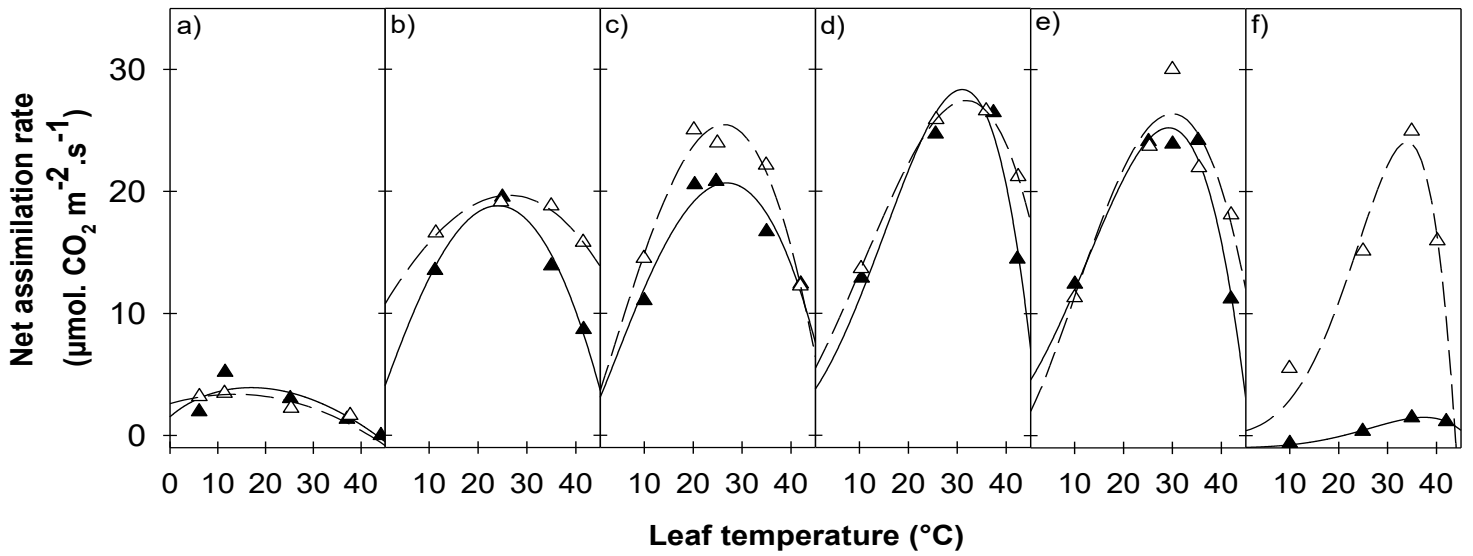 a) b) c) d) e) f)
30
20
10
0
Net assimilation rate
(µmol. CO₂ m⁻².s⁻¹)
0 10 20 30 40 10 20 30 40 10 20 30 40 10 20 30 40 10 20 30 40 10 20 30 40
Leaf temperature (°C)